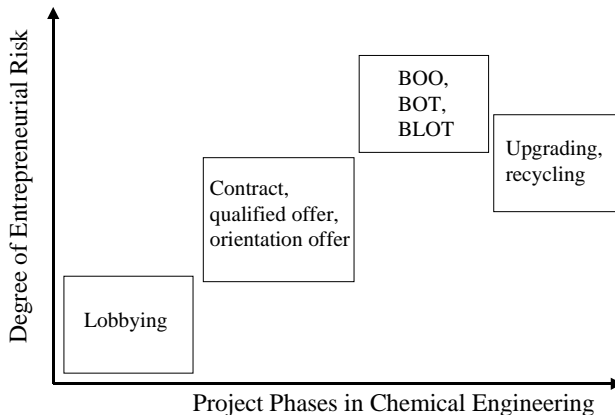 Degree of Entrepreneurial Risk
BOO,
BOT,
BLOT
Upgrading,
recycling
Contract,
qualified offer,
orientation offer
Lobbying
Project Phases in Chemical Engineering